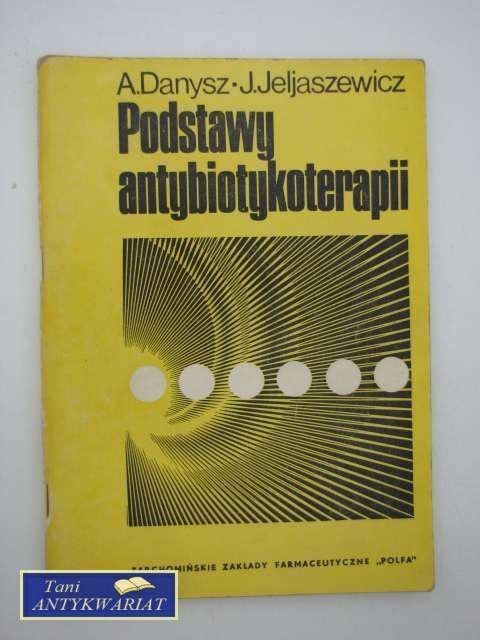 A.Danysz • J.Jeljaszewicz
Podstawy
antybiotykoterapii
TARCHOMIŃSKIE ZAKŁADY FARMACEUTYCZNE „POLFA"
Tani
ANTYKWARIAT